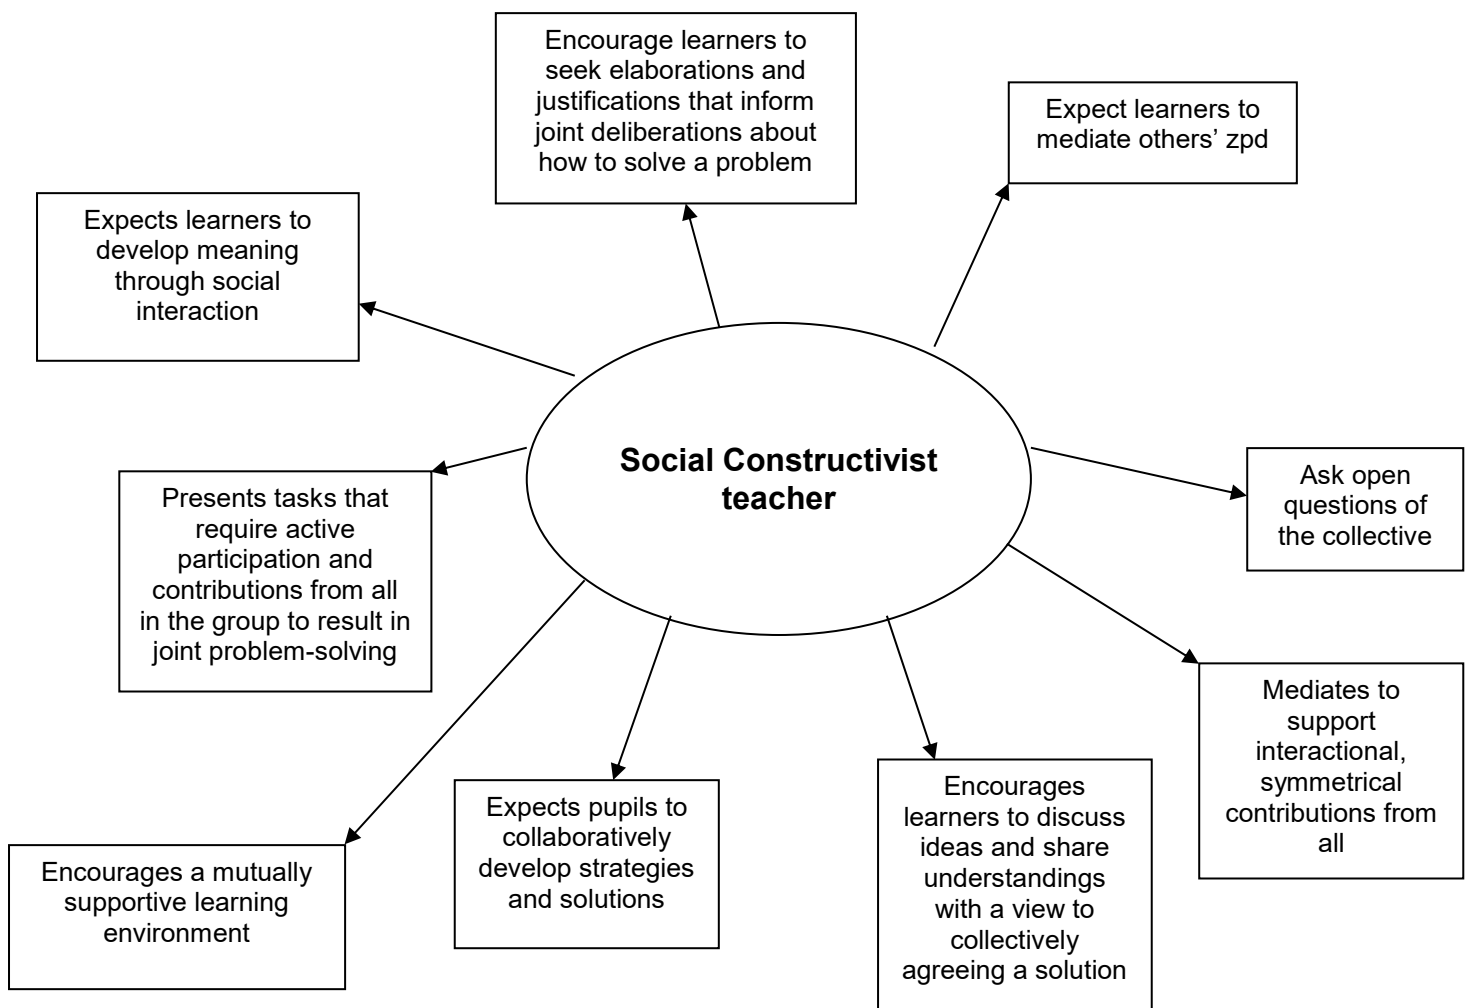 Encourage learners to
seek elaborations and
justifications that inform
joint deliberations about
how to solve a problem
Expect learners to
mediate others’ zpd
Expects learners to
develop meaning
through social
interaction
Social Constructivist
teacher
Ask open
questions of
the collective
Presents tasks that
require active
participation and
contributions from all
in the group to result in
joint problem-solving
Mediates to
support
interactional,
symmetrical
contributions from
all
Encourages
learners to discuss
ideas and share
understandings
with a view to
collectively
agreeing a solution
Expects pupils to
collaboratively
develop strategies
and solutions
Encourages a mutually
supportive learning
environment